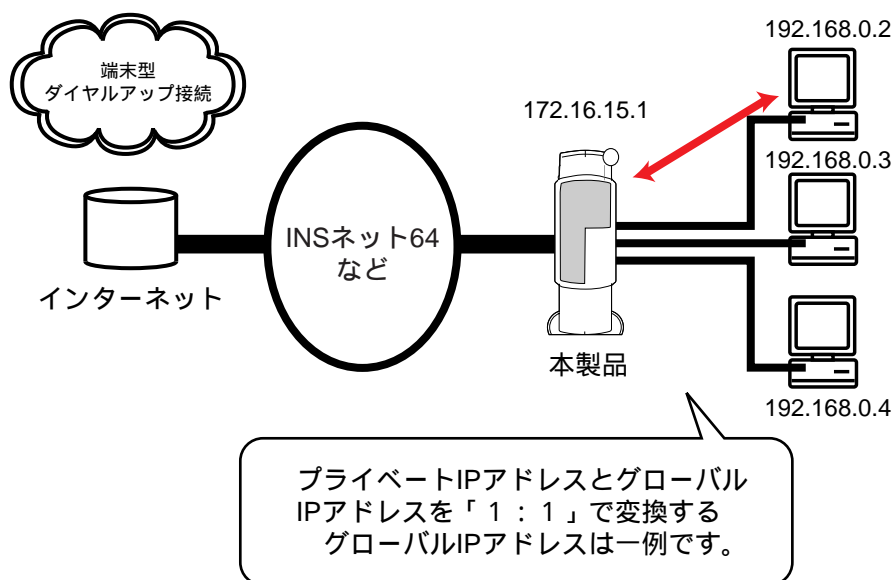 端末型
ダイヤルアップ接続
192.168.0.2
172.16.15.1
192.168.0.3
INSネット64
など
インターネット
本製品
192.168.0.4
プライベートIPアドレスとグローバル
IPアドレスを「1:1」で変換する
グローバルIPアドレスは一例です。